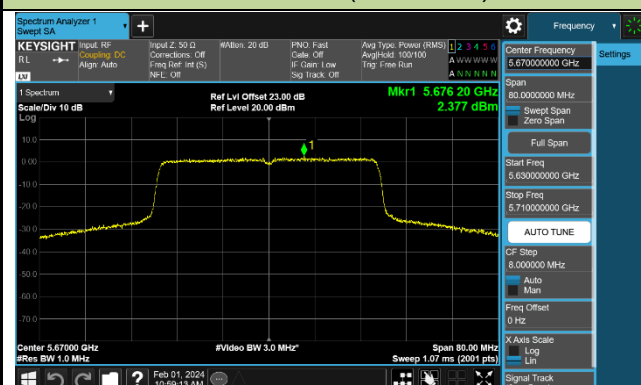 Spectrum Analyzer 1
Swept SA
+
Frequency
KEYSIGHT
RL
Input: RF
Coupling: DC
Align: Auto
Input Z: 50 Ω
Corrections: Off
Freq Ref: Int (S)
NFE: Off
#Atten: 20 dB
PNO: Fast
Gate: Off
IF Gain: Low
Sig Track: Off
Avg Type: Power (RMS)
Avg|Hold: 100/100
Trig: Free Run
1 2 3 4 5 6
A W W W W W
A N N N N N
LVI
Center Frequency
5.670000000 GHz
Settings
Span
80.0000000 MHz
Swept Span
Zero Span
Full Span
Start Freq
5.630000000 GHz
Stop Freq
5.710000000 GHz
AUTO TUNE
CF Step
8.000000 MHz
Auto
Man
Freq Offset
0 Hz
X Axis Scale
Log
Lin
Signal Track
1 Spectrum
Scale/Div 10 dB
Log
Ref Lvl Offset 23.00 dB
Ref Level 20.00 dBm
Mkr1 5.676 20 GHz
2.377 dBm
1
10.0
0.00
-10.0
-20.0
-30.0
-40.0
-50.0
-60.0
-70.0
Center 5.67000 GHz
#Res BW 1.0 MHz
#Video BW 3.0 MHz*
Span 80.00 MHz
Sweep 1.07 ms (2001 pts)
?
Feb 01, 2024
10:59:13 AM